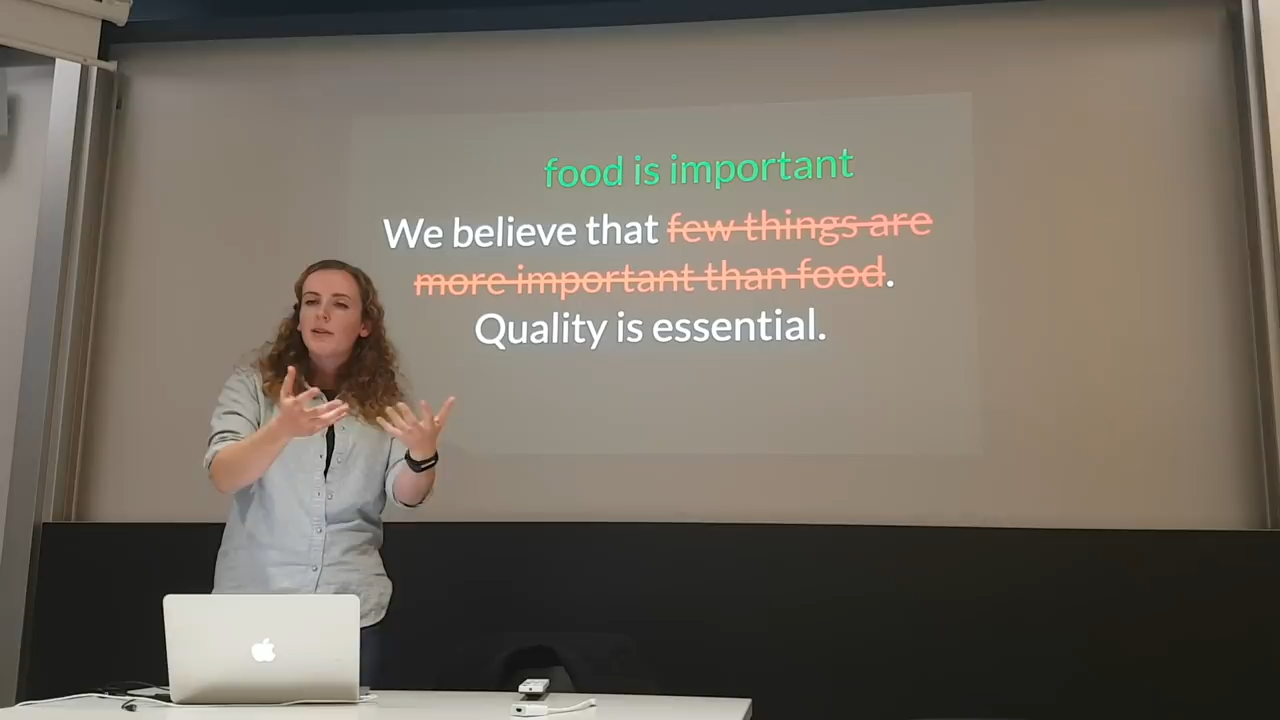 food is important
We believe that few things are
more important than food.
Quality is essential.